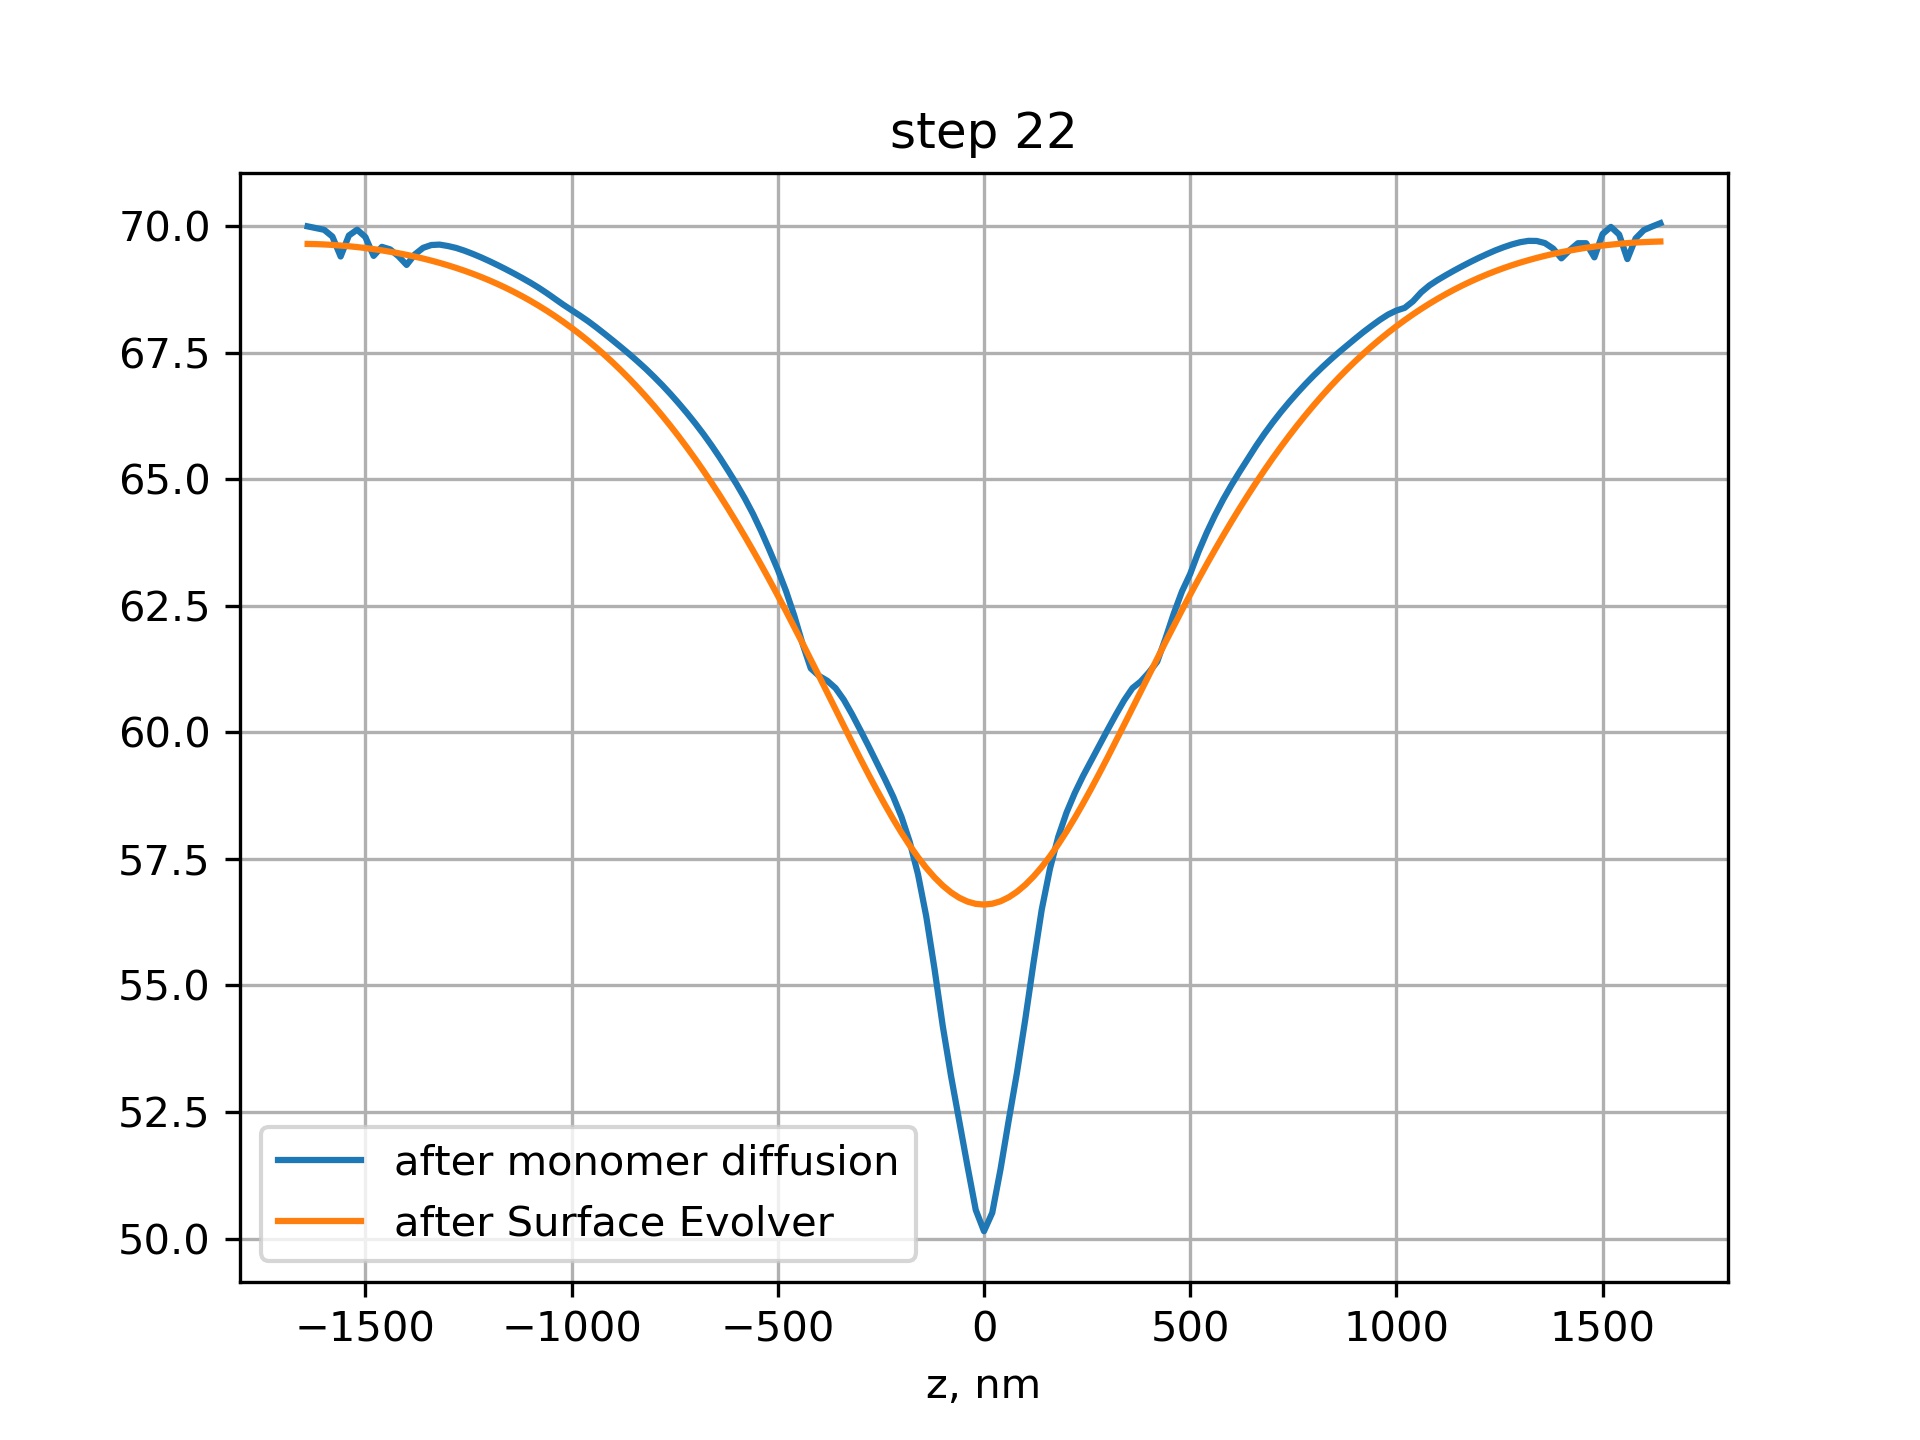 step 22
70.0
67.5
65.0
62.5
60.0
57.5
55.0
52.5
50.0
after monomer diffusion
after Surface Evolver
−1500 −1000 −500 0 500 1000 1500
z, nm